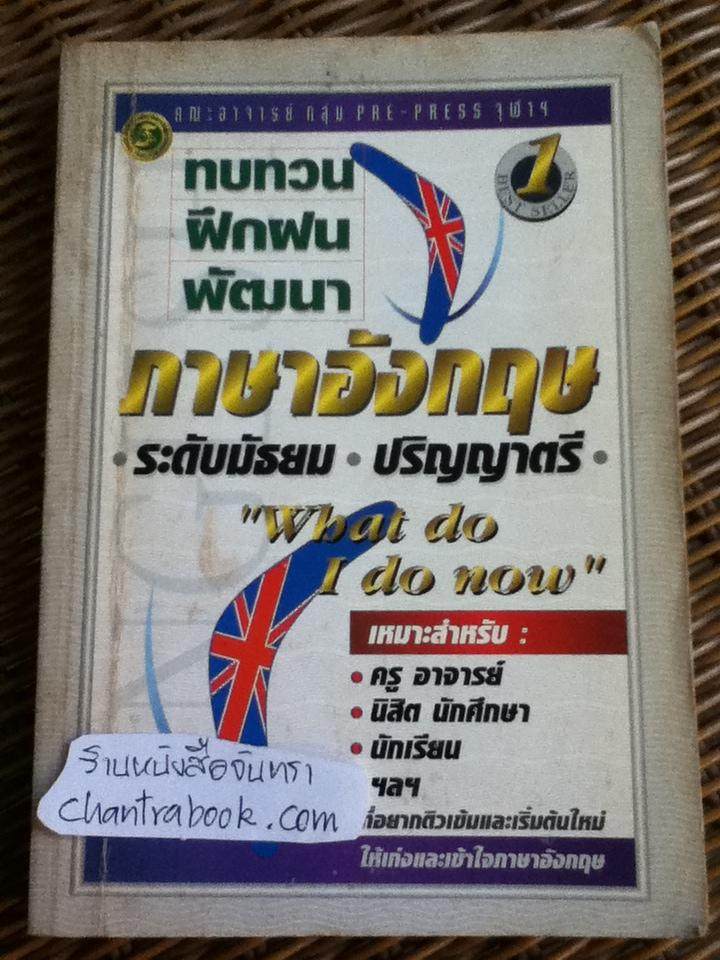 คณะอาจารย์ กลุ่ม PRE-PRESS จุฬาฯ
1
BEST SELLER
ทบทวน
ฝึกฝน
พัฒนา
ภาษาอังกฤษ
• ระดับมัธยม • ปริญญาตรี •
"What do
I do now"
เหมาะสำหรับ :
• ครู อาจารย์
• นิสิต นักศึกษา
• นักเรียน
ฯลฯ
ที่อยากติวเข้มและเริ่มต้นใหม่
ให้เก่งและเข้าใจภาษาอังกฤษ
ร้านหนังสือจันทรา
chantrabook.com